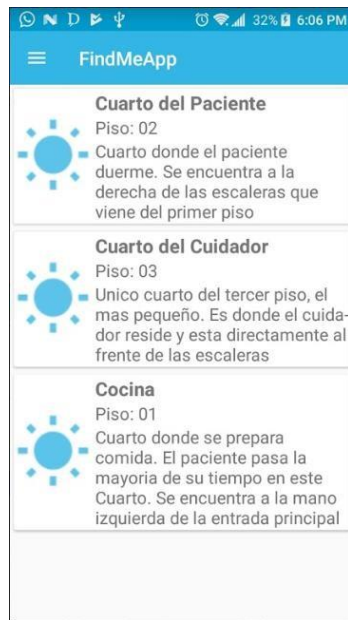 32% 6:06 PM
FindMeApp
Cuarto del Paciente
Piso: 02
Cuarto donde el paciente
duerme. Se encuentra a la
derecha de las escaleras que
viene del primer piso
Cuarto del Cuidador
Piso: 03
Unico cuarto del tercer piso, el
mas pequeño. Es donde el cuida-
dor reside y esta directamente al
frente de las escaleras
Cocina
Piso: 01
Cuarto donde se prepara
comida. El paciente pasa la
mayoria de su tiempo en este
Cuarto. Se encuentra a la mano
izquierda de la entrada principal